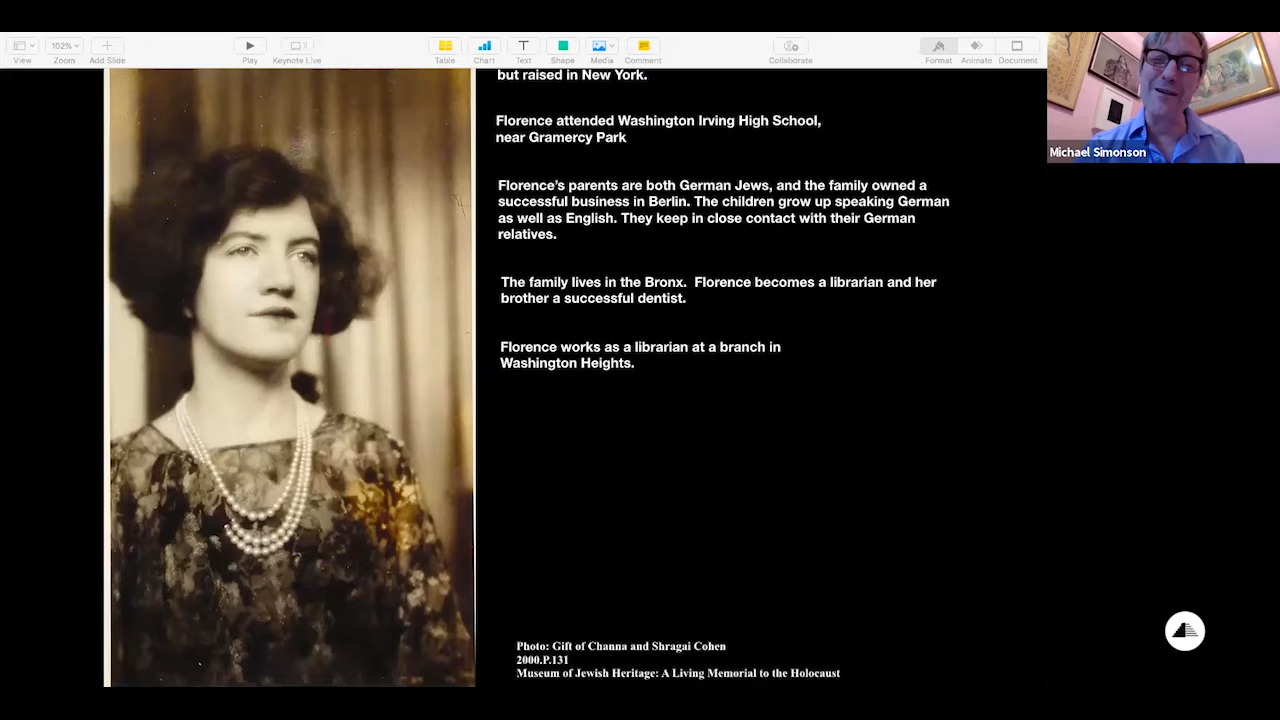 102%
View
Zoom
Add Slide
Play
Keynote Live
Table
Chart
Text
Shape
Media
Comment
Collaborate
Format
Animate
Document
Michael Simonson
but raised in New York.
Florence attended Washington Irving High School,
near Gramercy Park
Florence’s parents are both German Jews, and the family owned a
successful business in Berlin. The children grow up speaking German
as well as English. They keep in close contact with their German
relatives.
The family lives in the Bronx.  Florence becomes a librarian and her
brother a successful dentist.
Florence works as a librarian at a branch in
Washington Heights.
Photo: Gift of Channa and Shragai Cohen
2000.P.131
Museum of Jewish Heritage: A Living Memorial to the Holocaust